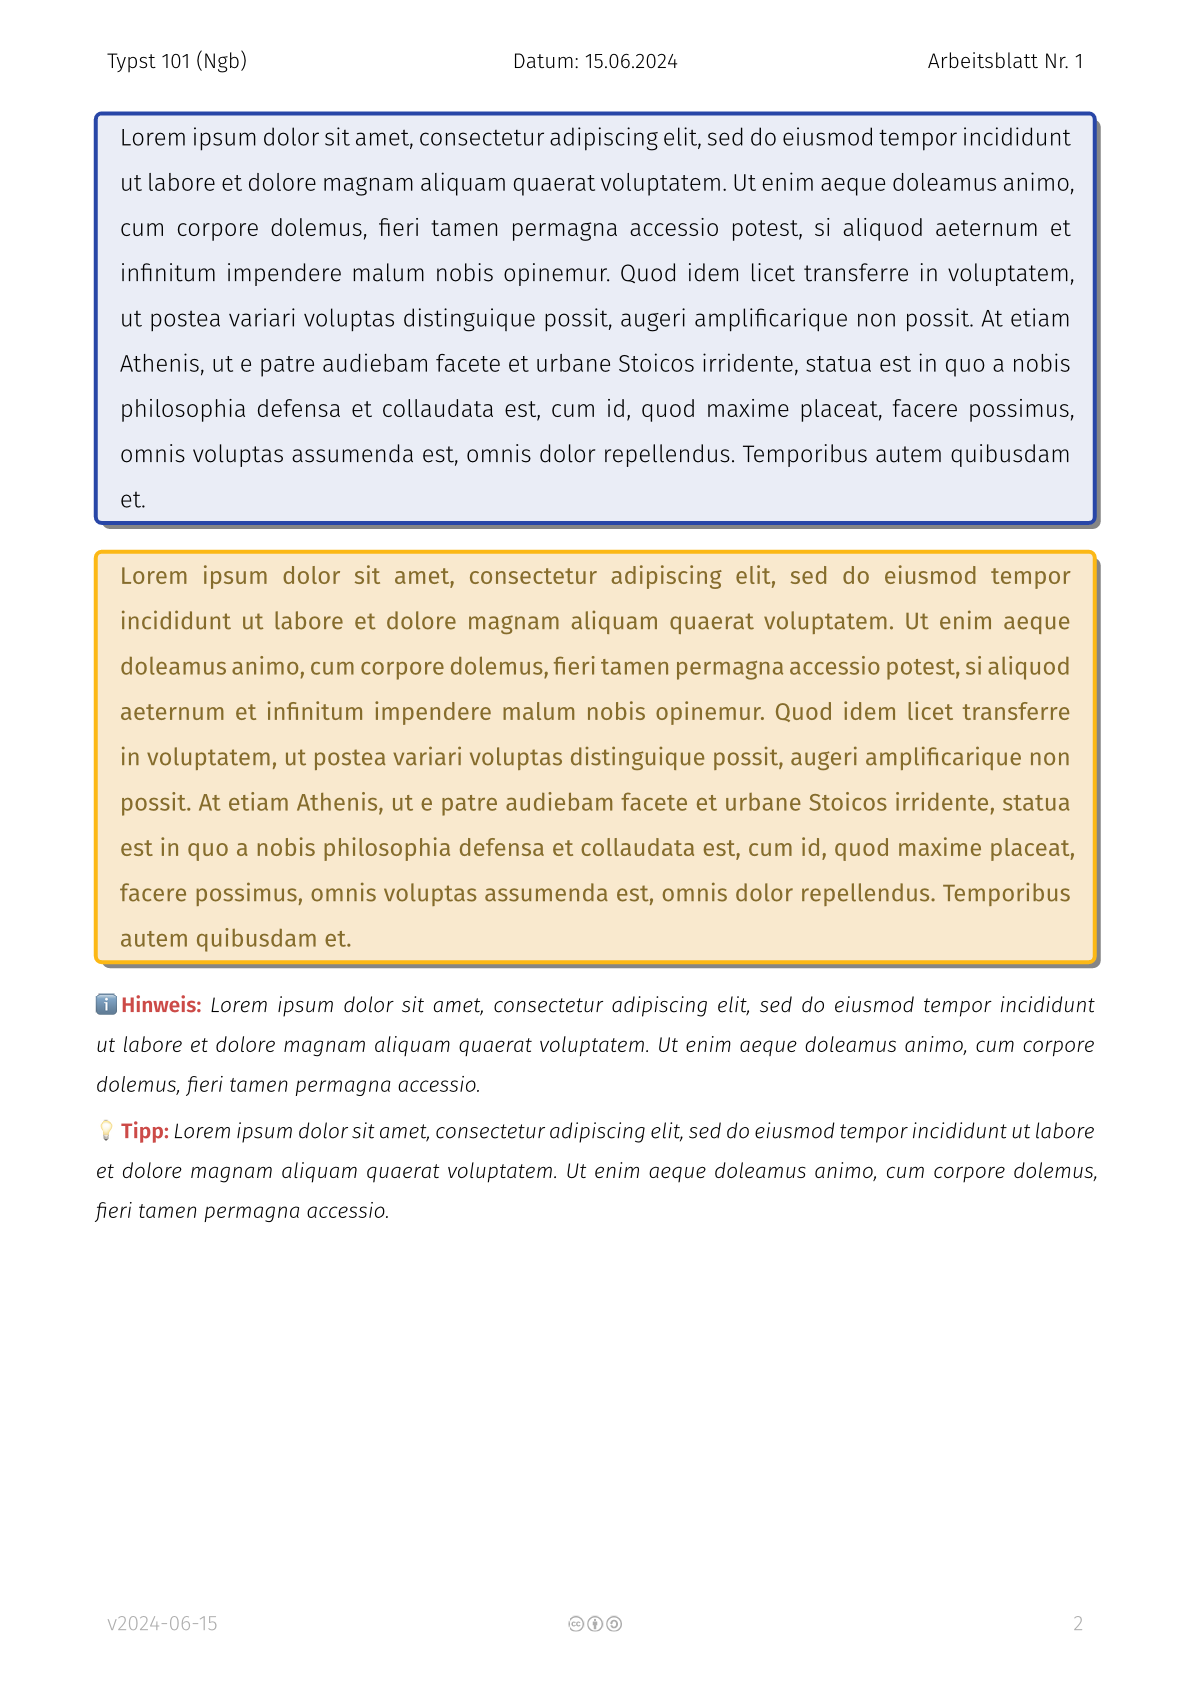 Typst 101 (Ngb) Datum: 15.06.2024 Arbeitsblatt Nr. 1
Lorem ipsum dolor sit amet, consectetur adipiscing elit, sed do eiusmod tempor incididunt
ut labore et dolore magnam aliquam quaerat voluptatem. Ut enim aeque doleamus animo,
cum corpore dolemus, fieri tamen permagna accessio potest, si aliquod aeternum et
infinitum impendere malum nobis opinemur. Quod idem licet transferre in voluptatem,
ut postea variari voluptas distinguique possit, augeri amplificarique non possit. At etiam
Athenis, ut e patre audiebam facete et urbane Stoicos irridente, statua est in quo a nobis
philosophia defensa et collaudata est, cum id, quod maxime placeat, facere possimus,
omnis voluptas assumenda est, omnis dolor repellendus. Temporibus autem quibusdam
et.
Lorem ipsum dolor sit amet, consectetur adipiscing elit, sed do eiusmod tempor
incididunt ut labore et dolore magnam aliquam quaerat voluptatem. Ut enim aeque
doleamus animo, cum corpore dolemus, fieri tamen permagna accessio potest, si aliquod
aeternum et infinitum impendere malum nobis opinemur. Quod idem licet transferre
in voluptatem, ut postea variari voluptas distinguique possit, augeri amplificarique non
possit. At etiam Athenis, ut e patre audiebam facete et urbane Stoicos irridente, statua
est in quo a nobis philosophia defensa et collaudata est, cum id, quod maxime placeat,
facere possimus, omnis voluptas assumenda est, omnis dolor repellendus. Temporibus
autem quibusdam et.
Hinweis: Lorem ipsum dolor sit amet, consectetur adipiscing elit, sed do eiusmod tempor incididunt
ut labore et dolore magnam aliquam quaerat voluptatem. Ut enim aeque doleamus animo, cum corpore
dolemus, fieri tamen permagna accessio.
Tipp: Lorem ipsum dolor sit amet, consectetur adipiscing elit, sed do eiusmod tempor incididunt ut labore
et dolore magnam aliquam quaerat voluptatem. Ut enim aeque doleamus animo, cum corpore dolemus,
fieri tamen permagna accessio.
v2024-06-15 2